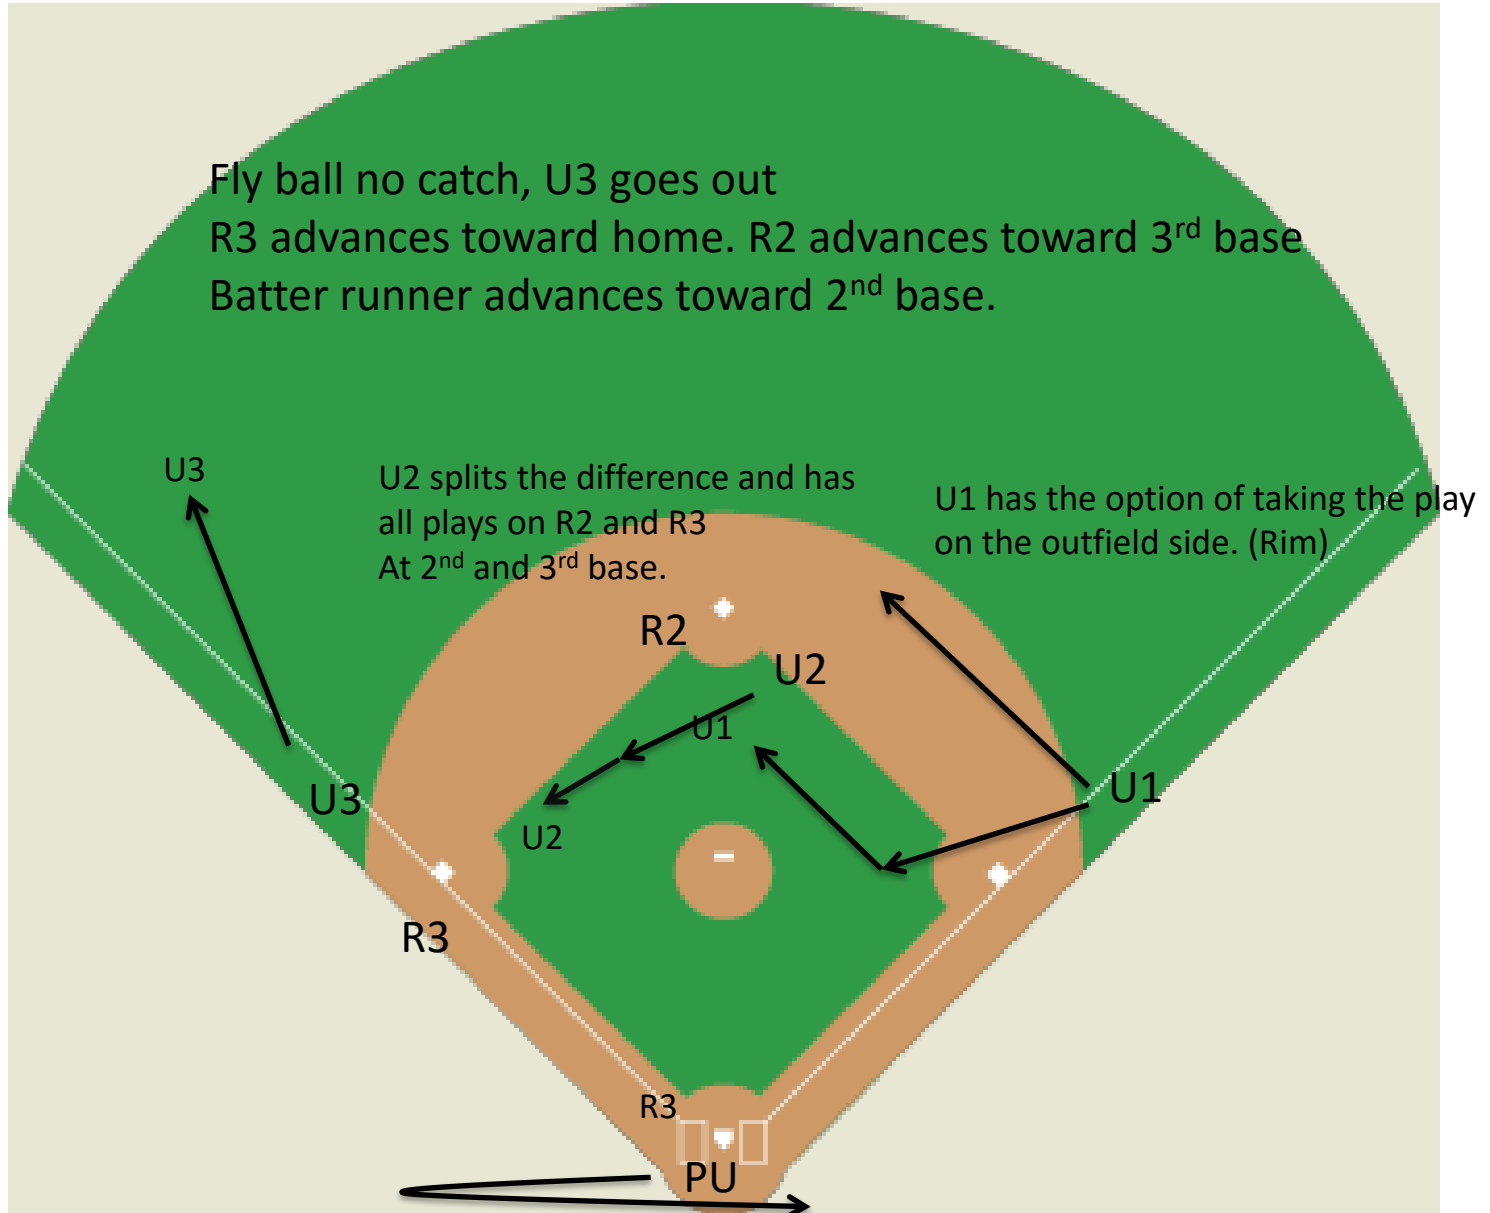 Fly ball no catch, U3 goes out
R3 advances toward home. R2 advances toward 3rd base
Batter runner advances toward 2nd base.
U3
U2 splits the difference and has
all plays on R2 and R3
At 2nd and 3rd base.
U1 has the option of taking the play
on the outfield side. (Rim)
R2
U2
U1
U3
U1
U2
R3
R3
PU